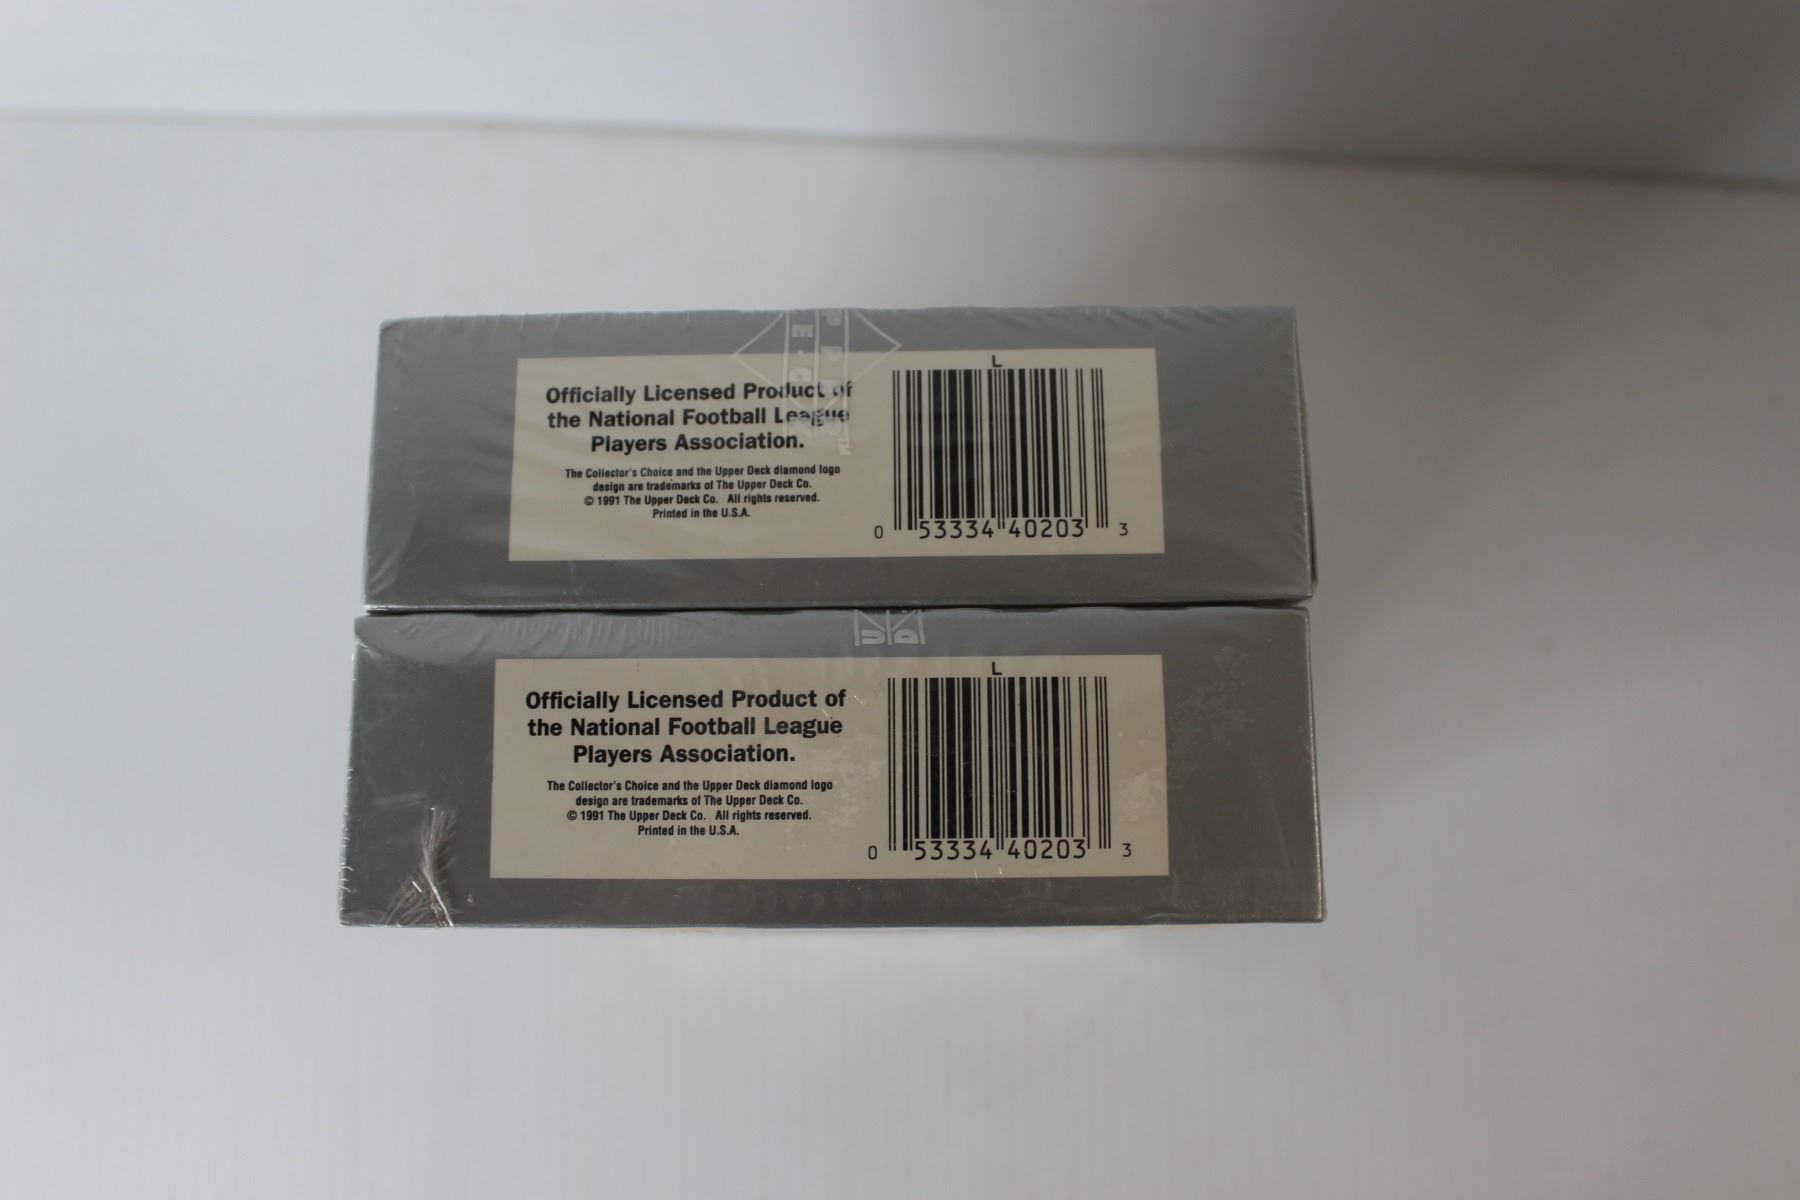 Officially Licensed Product of
the National Football League
Players Association.
The Collector's Choice and the Upper Deck diamond logo
design are trademarks of The Upper Deck Co.
© 1991 The Upper Deck Co. All rights reserved.
Printed in the U.S.A.
L
0 53334 40203 3
UD
Officially Licensed Product of
the National Football League
Players Association.
The Collector's Choice and the Upper Deck diamond logo
design are trademarks of The Upper Deck Co.
© 1991 The Upper Deck Co. All rights reserved.
Printed in the U.S.A.
L
0 53334 40203 3